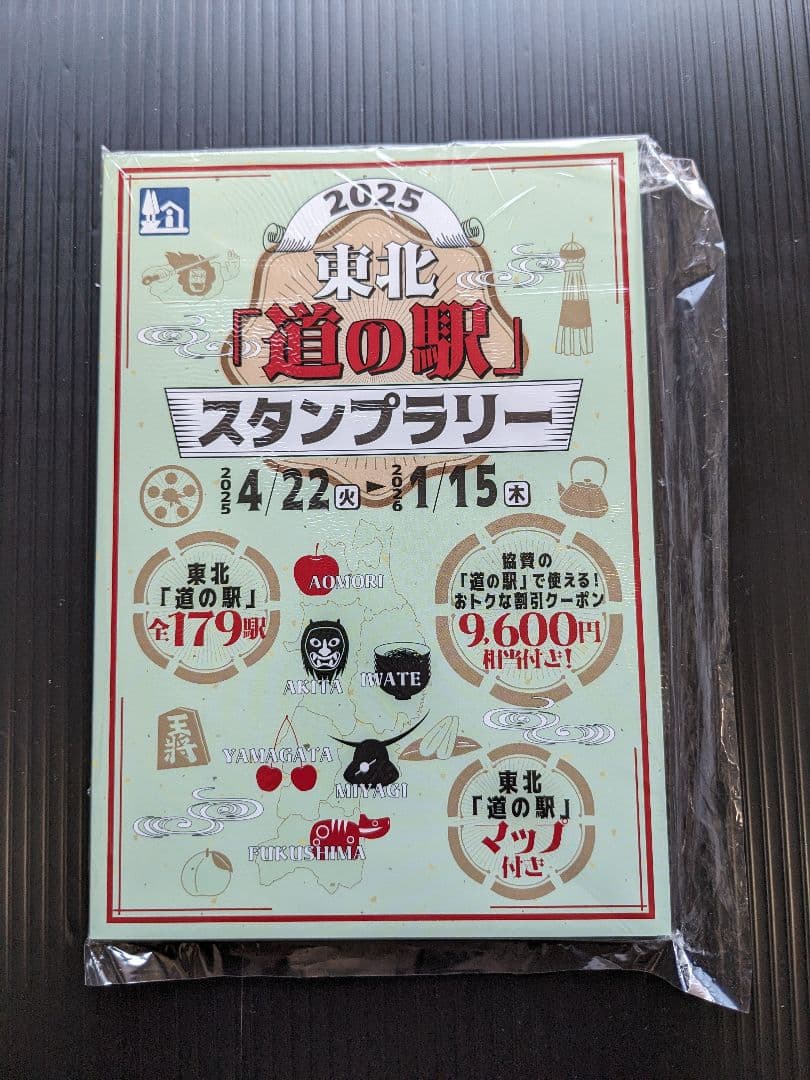 2025
東北
「道の駅」
スタンプラリー
2025 4/22火▶2026 1/15木
東北
「道の駅」
全179駅
協賛の
「道の駅」で使える!
おトクな割引クーポン
9,600円
相当付き!
AOMORI
AKITA
IWATE
王将
YAMAGATA
MIYAGI
FUKUSHIMA
東北
「道の駅」
マップ
付き